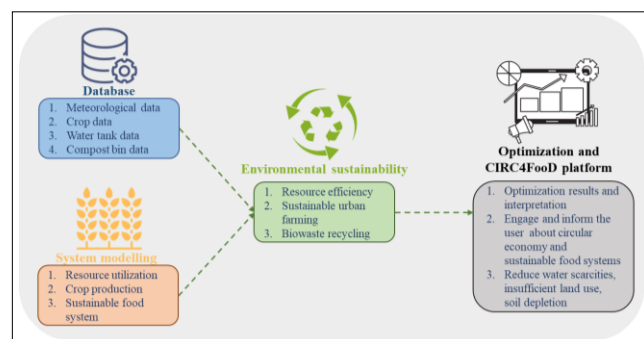 Database
1. Meteorological data
2. Crop data
3. Water tank data
4. Compost bin data
System modelling
1. Resource utilization
2. Crop production
3. Sustainable food
system
Environmental sustainability
1. Resource efficiency
2. Sustainable urban
farming
3. Biowaste recycling
Optimization and
CIRC4FooD platform
1. Optimization results and
interpretation
2. Engage and inform the
user about circular
economy and
sustainable food systems
3. Reduce water scarcities,
insufficient land use,
soil depletion